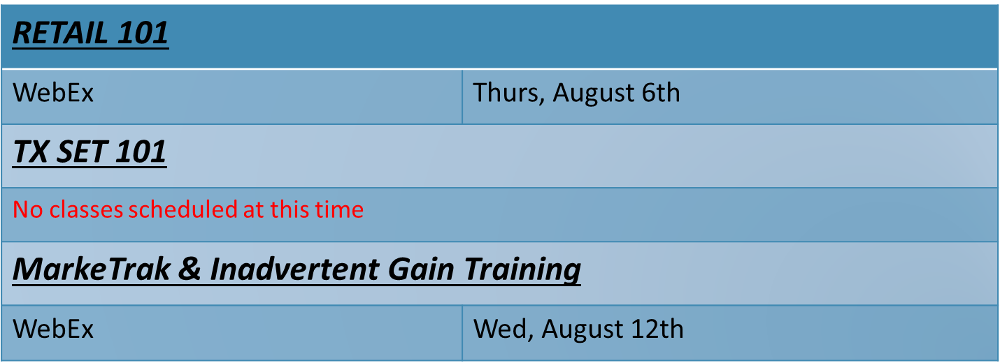 RETAIL 101
WebEx Thurs, August 6th
TX SET 101
No classes scheduled at this time
MarkeTrak & Inadvertent Gain Training
WebEx Wed, August 12th